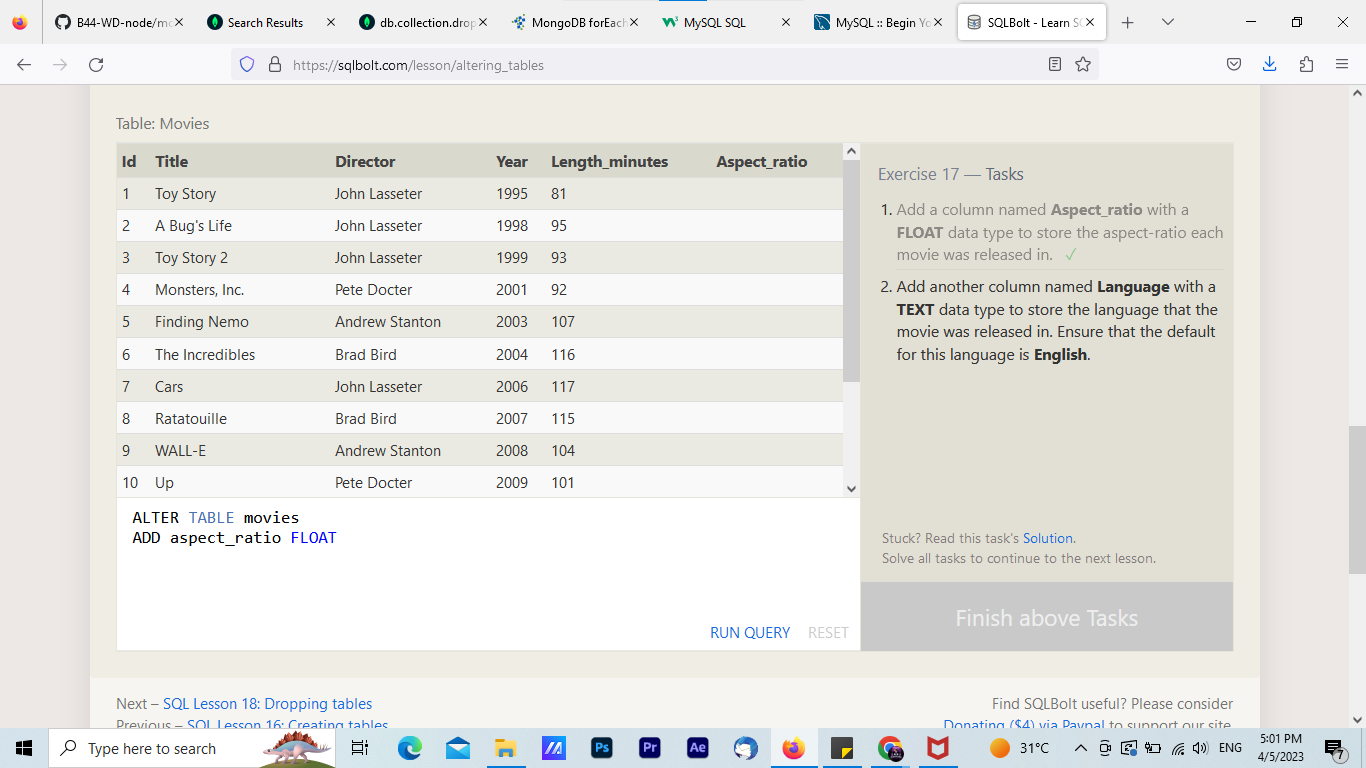 B44-WD-node/mc
Search Results
db.collection.drop
MongoDB forEach
MySQL SQL
MySQL :: Begin Yo
SQLBolt - Learn SQ
https://sqlbolt.com/lesson/altering_tables
Table: Movies
Id Title Director Year Length_minutes Aspect_ratio
1 Toy Story John Lasseter 1995 81
2 A Bug's Life John Lasseter 1998 95
3 Toy Story 2 John Lasseter 1999 93
4 Monsters, Inc. Pete Docter 2001 92
5 Finding Nemo Andrew Stanton 2003 107
6 The Incredibles Brad Bird 2004 116
7 Cars John Lasseter 2006 117
8 Ratatouille Brad Bird 2007 115
9 WALL-E Andrew Stanton 2008 104
10 Up Pete Docter 2009 101
ALTER TABLE movies
ADD aspect_ratio FLOAT
RUN QUERY RESET
Exercise 17 — Tasks
1. Add a column named Aspect_ratio with a
FLOAT data type to store the aspect-ratio each
movie was released in. ✓
2. Add another column named Language with a
TEXT data type to store the language that the
movie was released in. Ensure that the default
for this language is English.
Stuck? Read this task's Solution.
Solve all tasks to continue to the next lesson.
Finish above Tasks
Next – SQL Lesson 18: Dropping tables
Previous – SQL Lesson 16: Creating tables
Find SQLBolt useful? Please consider
Donating ($4) via Paypal to support our site.
Type here to search
Ps
Pr
Ae
31°C
ENG
5:01 PM
4/5/2023
7